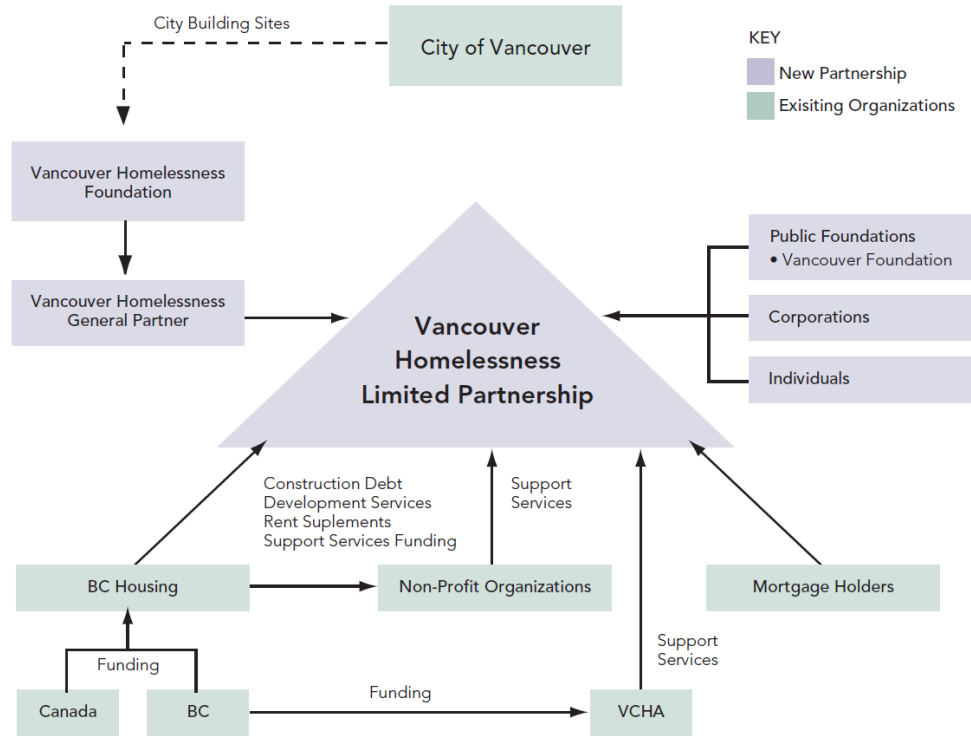 City Building Sites
City of Vancouver
KEY
New Partnership
Exisiting Organizations
Vancouver Homelessness
Foundation
Vancouver Homelessness
General Partner
Public Foundations
• Vancouver Foundation
Corporations
Individuals
Vancouver
Homelessness
Limited Partnership
Construction Debt
Development Services
Rent Suplements
Support Services Funding
Support
Services
BC Housing
Non-Profit Organizations
Mortgage Holders
Support
Services
Funding
Funding
Canada
BC
VCHA